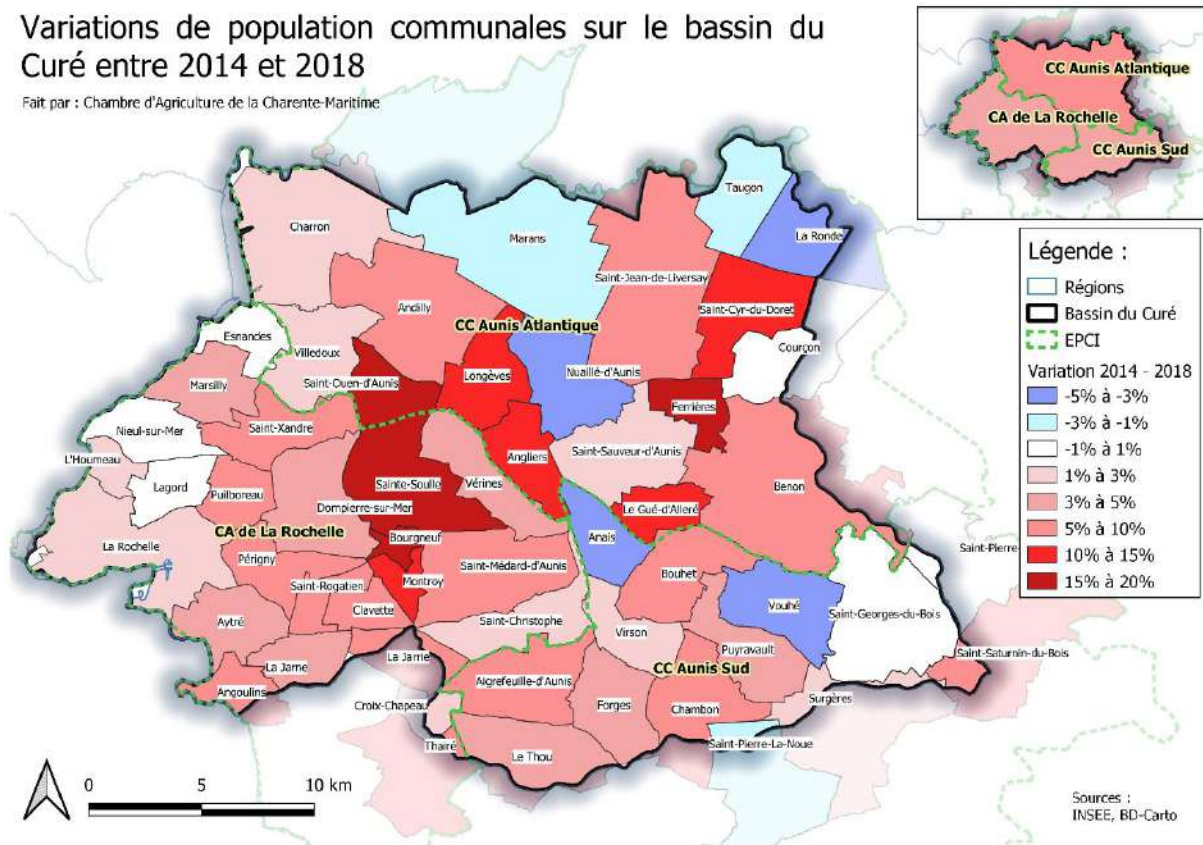 Variations de population communales sur le bassin du
Curé entre 2014 et 2018
Fait par : Chambre d'Agriculture de la Charente-Maritime
CC Aunis Atlantique
CA de La Rochelle
CC Aunis Sud
Légende :
Régions
Bassin du Curé
EPCI
Variation 2014 - 2018
-5% à -3%
-3% à -1%
-1% à 1%
1% à 3%
3% à 5%
5% à 10%
10% à 15%
15% à 20%
Taugon
La Ronde
Charron
Marans
Saint-Jean-de-Liversay
Andilly
Saint-Cyr-du-Doret
CC Aunis Atlantique
Esnandes
Courçon
Villedoux
Nuaillé-d'Aunis
Longèves
Saint-Ouen-d'Aunis
Marsilly
Ferrières
Nieul-sur-Mer
Saint-Xandre
Saint-Sauveur-d'Aunis
L'Houmeau
Angliers
Sainte-Soulle
Vérines
Benon
Lagord
Puilboreau
Dompierre-sur-Mer
Le Gué-d'Alleré
CA de La Rochelle
Bourgneuf
Anais
La Rochelle
Saint-Pierre-
Périgny
Saint-Médard-d'Aunis
Bouhet
Saint-Rogatien
Montroy
Clavette
Vouhé
Saint-Georges-du-Bois
Aytré
Saint-Christophe
Virson
Puyravault
Saint-Saturnin-du-Bois
La Jarrie
La Jarne
CC Aunis Sud
Aigrefeuille-d'Aunis
Angoulins
Surgères
Croix-Chapeau
Forges
Chambon
Thairé
Saint-Pierre-La-Noue
Le Thou
0 5 10 km
Sources :
INSEE, BD-Carto